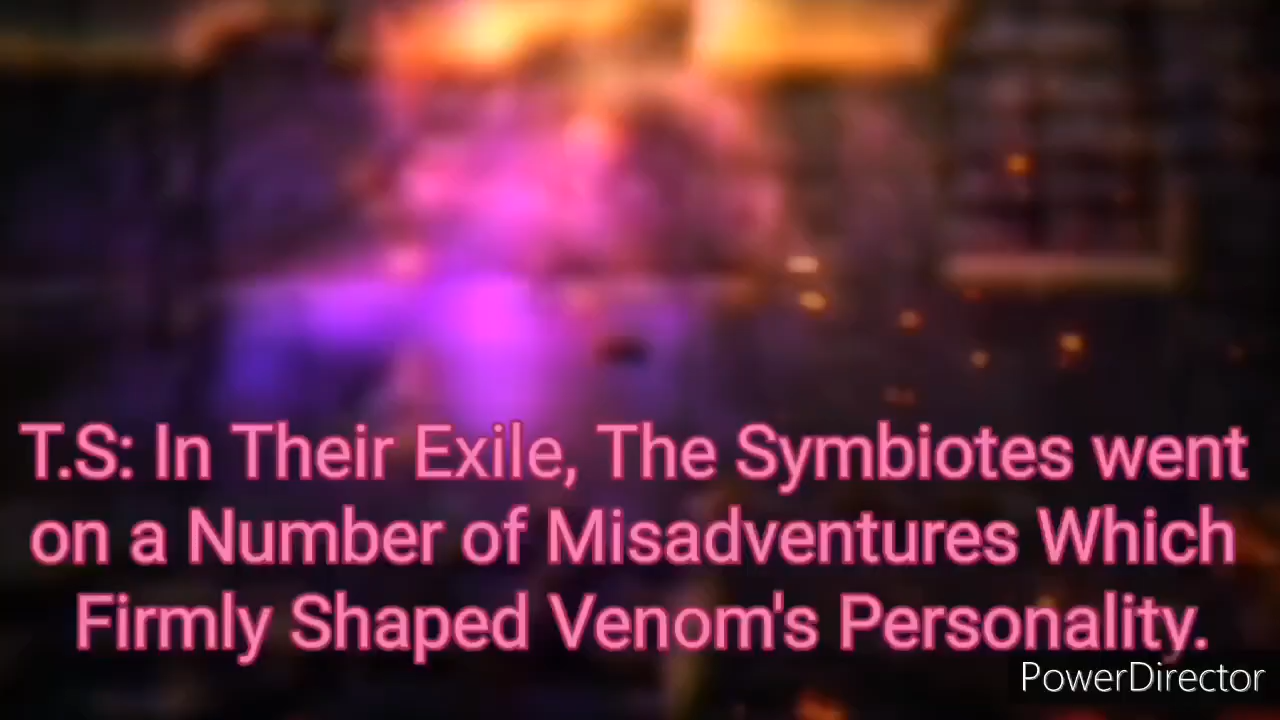 T.S: In Their Exile, The Symbiotes went
on a Number of Misadventures Which
Firmly Shaped Venom's Personality.
PowerDirector